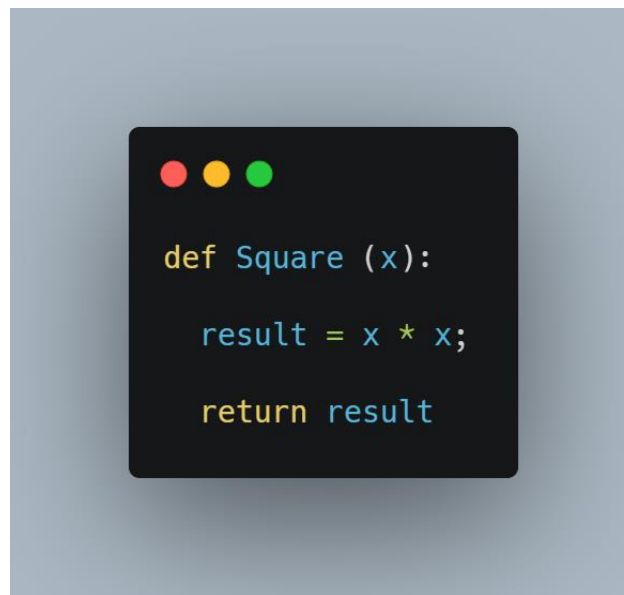 def Square (x):
result = x * x;
return result